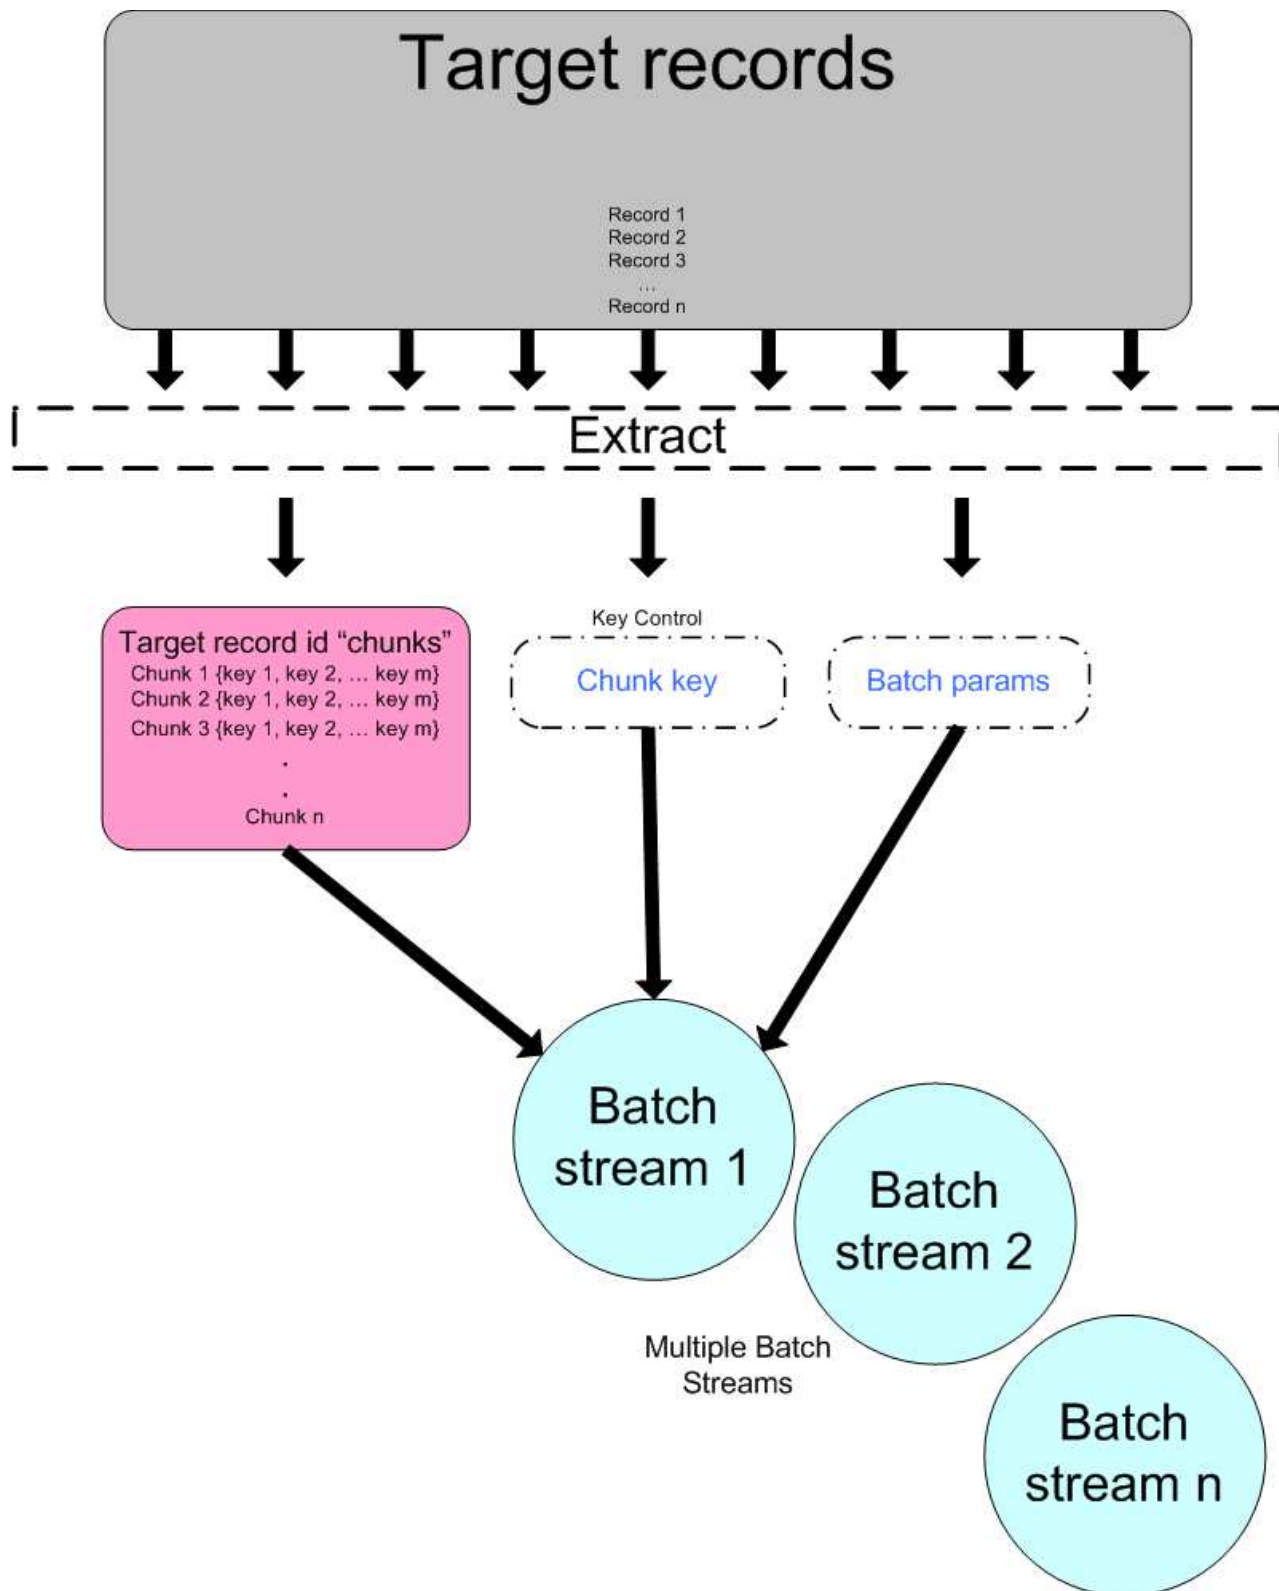 Target records
Record 1
Record 2
Record 3
...
Record n
Extract
Key Control
Target record id “chunks”
Chunk 1 {key 1, key 2, ... key m}
Chunk 2 {key 1, key 2, ... key m}
Chunk 3 {key 1, key 2, ... key m}
.
.
Chunk n
Chunk key
Batch params
Batch
stream 1
Batch
stream 2
Multiple Batch
Streams
Batch
stream n